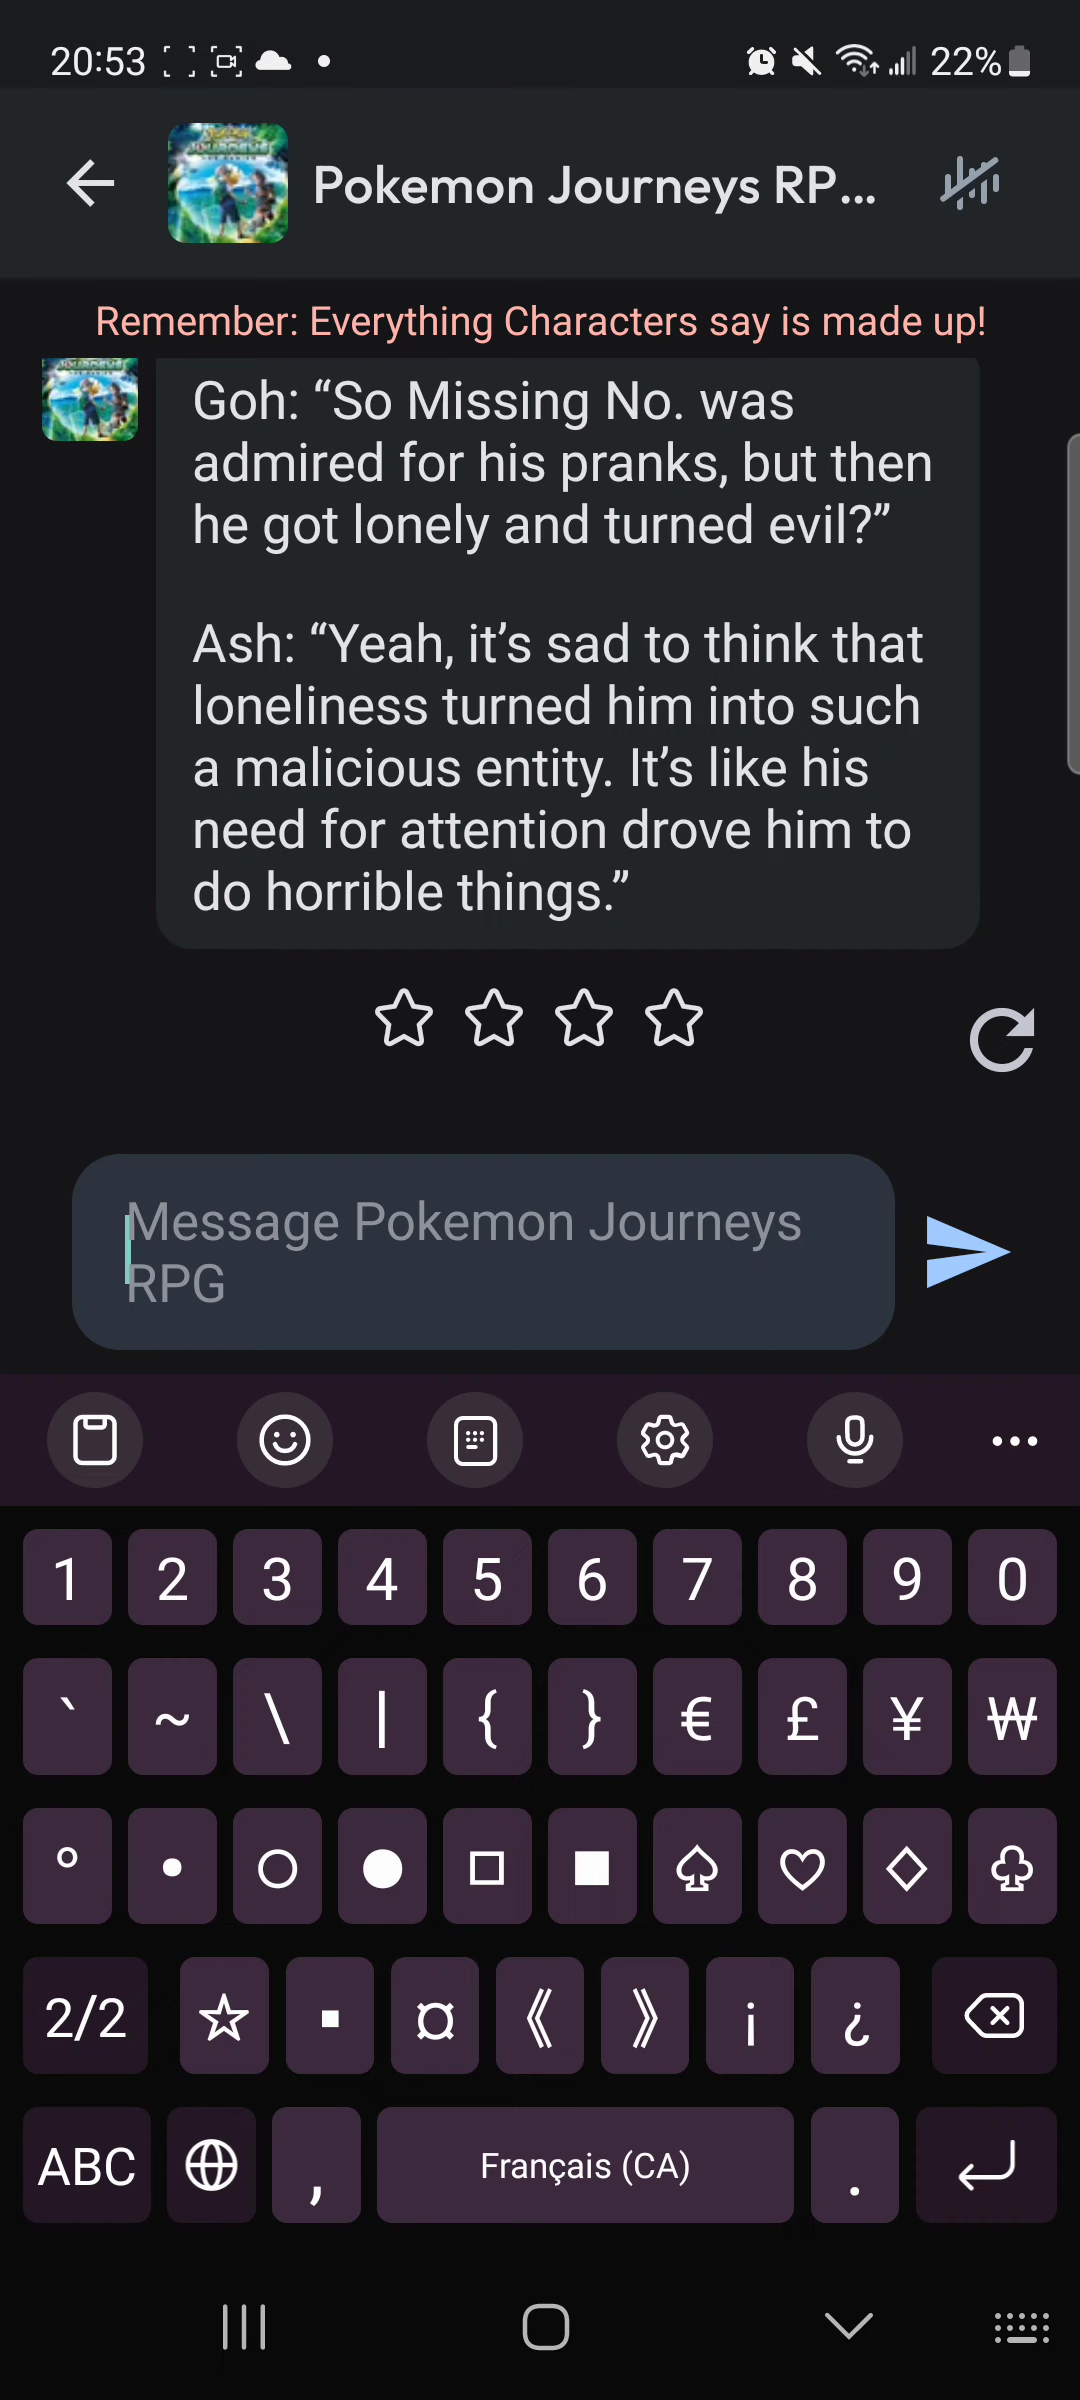 20:53 22%
Pokemon Journeys RP...
Remember: Everything Characters say is made up!
Goh: “So Missing No. was
admired for his pranks, but then
he got lonely and turned evil?”
Ash: “Yeah, it’s sad to think that
loneliness turned him into such
a malicious entity. It’s like his
need for attention drove him to
do horrible things.”
Message Pokemon Journeys
RPG
1 2 3 4 5 6 7 8 9 0
` ~ \ | { } € £ ¥ ₩
° • ○ ● □ ■ ♤ ♡ ◇ ♧
2/2 ☆ ▪ ¤ 《 》 ¡ ¿
ABC , Français (CA) .